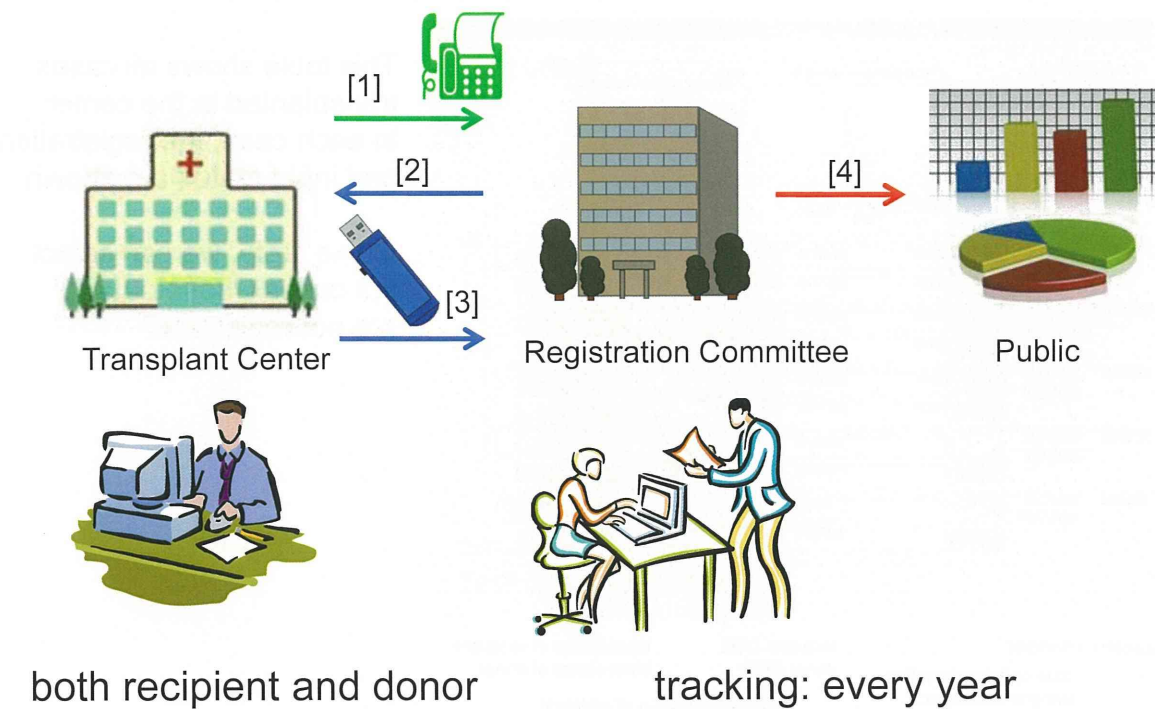 [1]
[2]
[3]
[4]
Transplant Center
Registration Committee
Public
both recipient and donor
tracking: every year